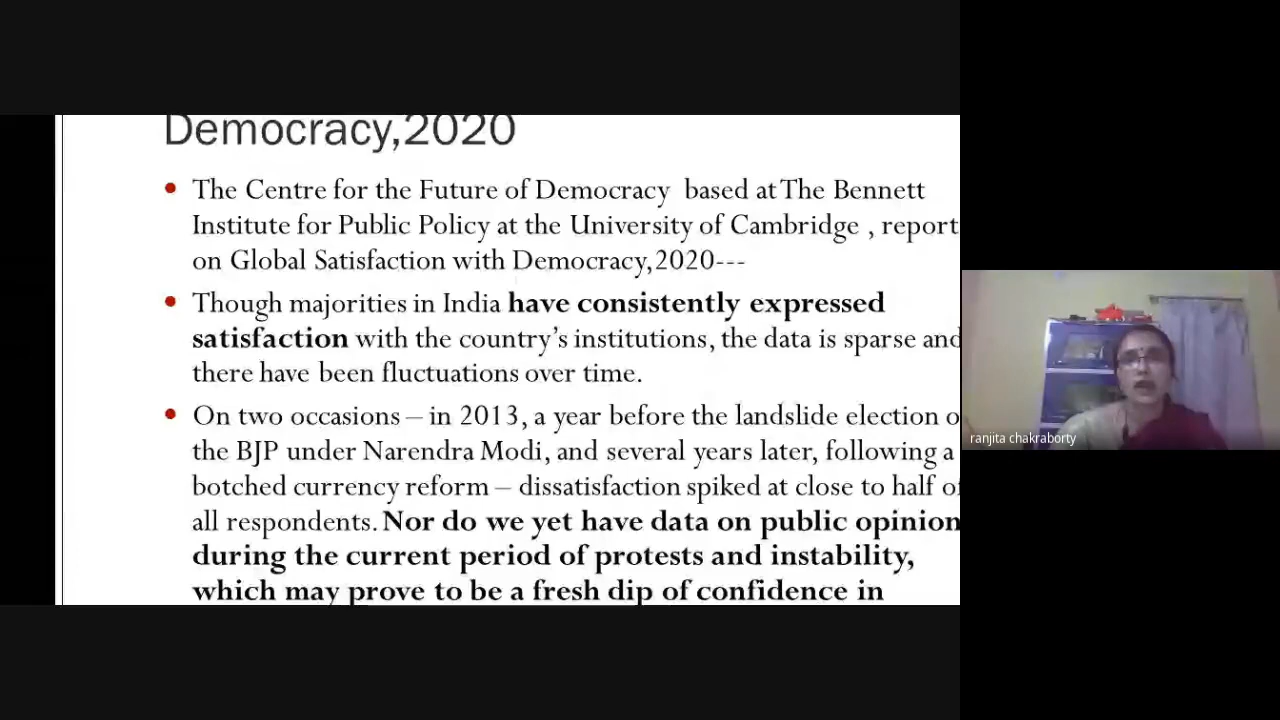 Democracy,2020
The Centre for the Future of Democracy based at The Bennett
Institute for Public Policy at the University of Cambridge , report
on Global Satisfaction with Democracy,2020---
Though majorities in India have consistently expressed
satisfaction with the country's institutions, the data is sparse and
there have been fluctuations over time.
On two occasions – in 2013, a year before the landslide election
the BJP under Narendra Modi, and several years later, following a
botched currency reform – dissatisfaction spiked at close to half of
all respondents. Nor do we yet have data on public opinion
during the current period of protests and instability,
which may prove to be a fresh dip of confidence in
ranjita chakraborty